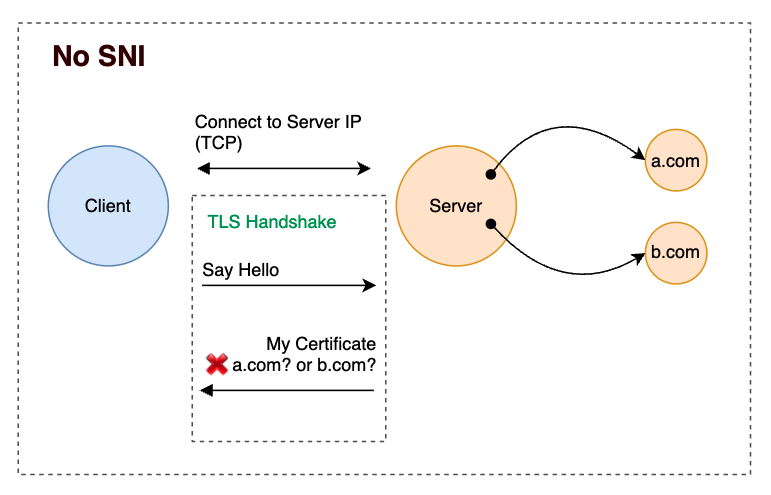 No SNI
Connect to Server IP
(TCP)
Client
Server
a.com
b.com
TLS Handshake
Say Hello
My Certificate
a.com? or b.com?